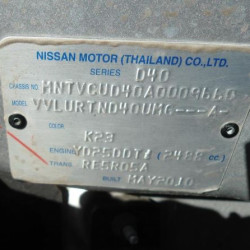 NISSAN MOTOR (THAILAND) CO., LTD.
SERIES D40
CHASSIS NO MNTVCUD40A0009660
MODEL VVLURTND40UMG---A-
COLOR
K23
ENGINE YD25DDTi (2488 cc)
TRANS RE5R05A
BUILT MAY2010